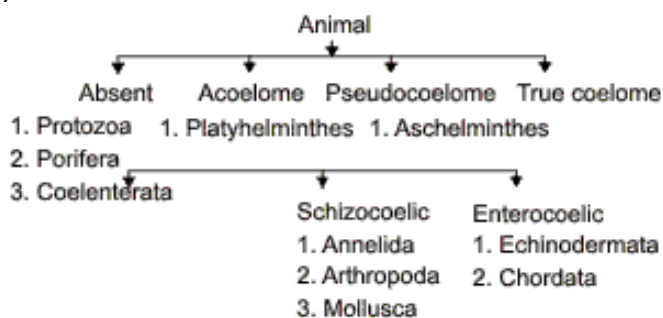 Animal
Absent Acoelome Pseudocoelome True coelome
1. Protozoa 1. Platyhelminthes 1. Aschelminthes
2. Porifera
3. Coelenterata
Schizocoelic Enterocoelic
1. Annelida 1. Echinodermata
2. Arthropoda 2. Chordata
3. Mollusca